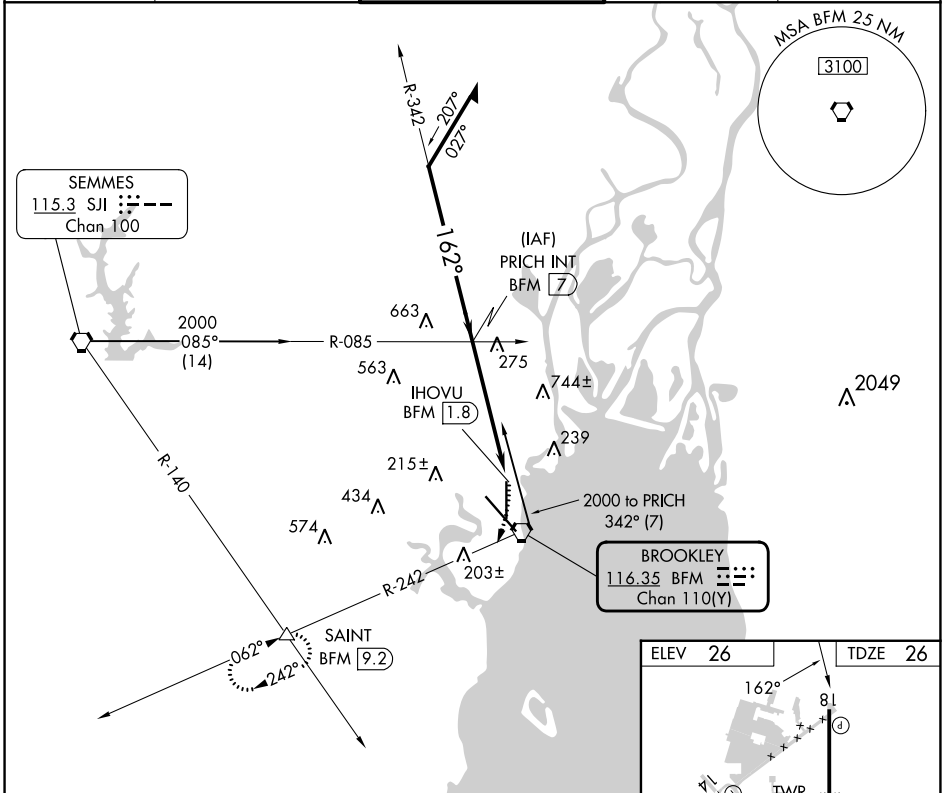 MSA BFM 25 NM
3100
R-342
207°
027°
SEMMES
115.3 SJI
Chan 100
162°
(IAF)
PRICH INT
BFM 7
2000
085°
(14)
R-085
663
275
563
744±
2049
IHOVU
BFM 1.8
239
215±
434
574
2000 to PRICH
342° (7)
R-140
203±
R-242
BROOKLEY
116.35 BFM
Chan 110(Y)
SAINT
BFM 9.2
062°
242°
ELEV 26
TDZE 26
162°
18
P
14
TWR